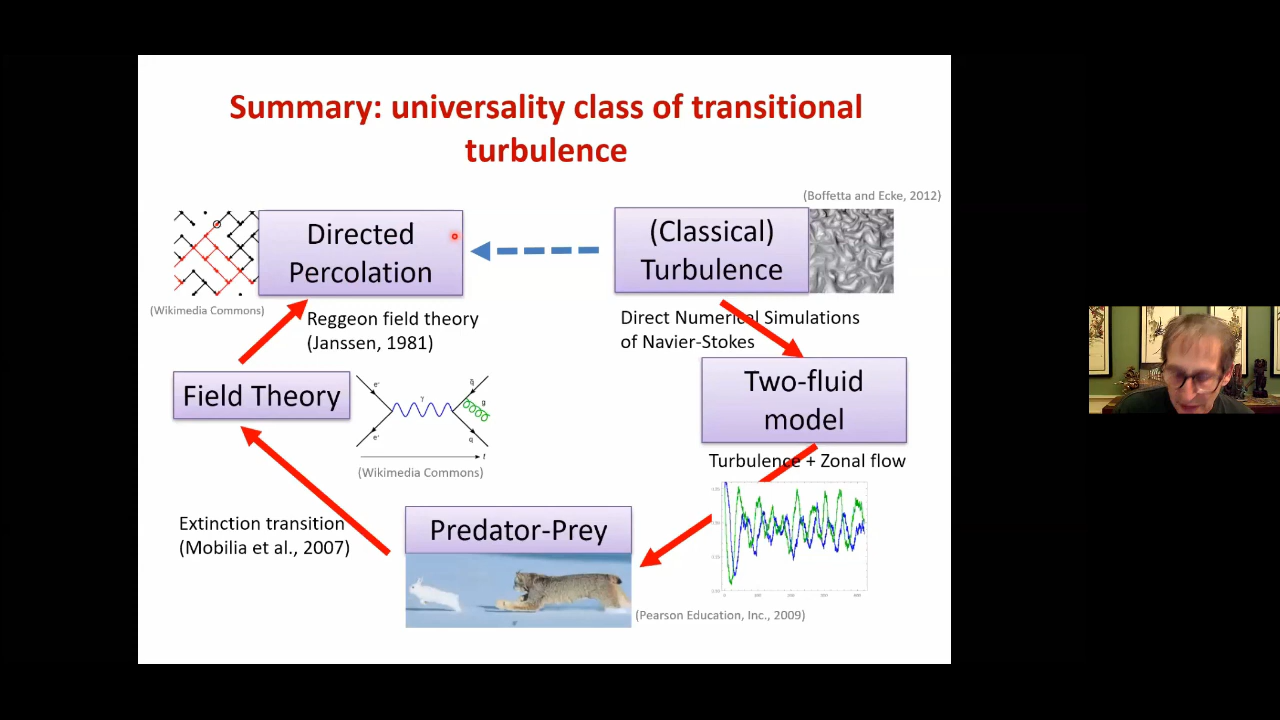 Summary: universality class of transitional
turbulence
(Boffetta and Ecke, 2012)
Directed
Percolation
(Classical)
Turbulence
(Wikimedia Commons)
Reggeon field theory
(Janssen, 1981)
Direct Numerical Simulations
of Navier-Stokes
Field Theory
Two-fluid
model
(Wikimedia Commons)
Turbulence + Zonal flow
Extinction transition
(Mobilia et al., 2007)
Predator-Prey
(Pearson Education, Inc., 2009)